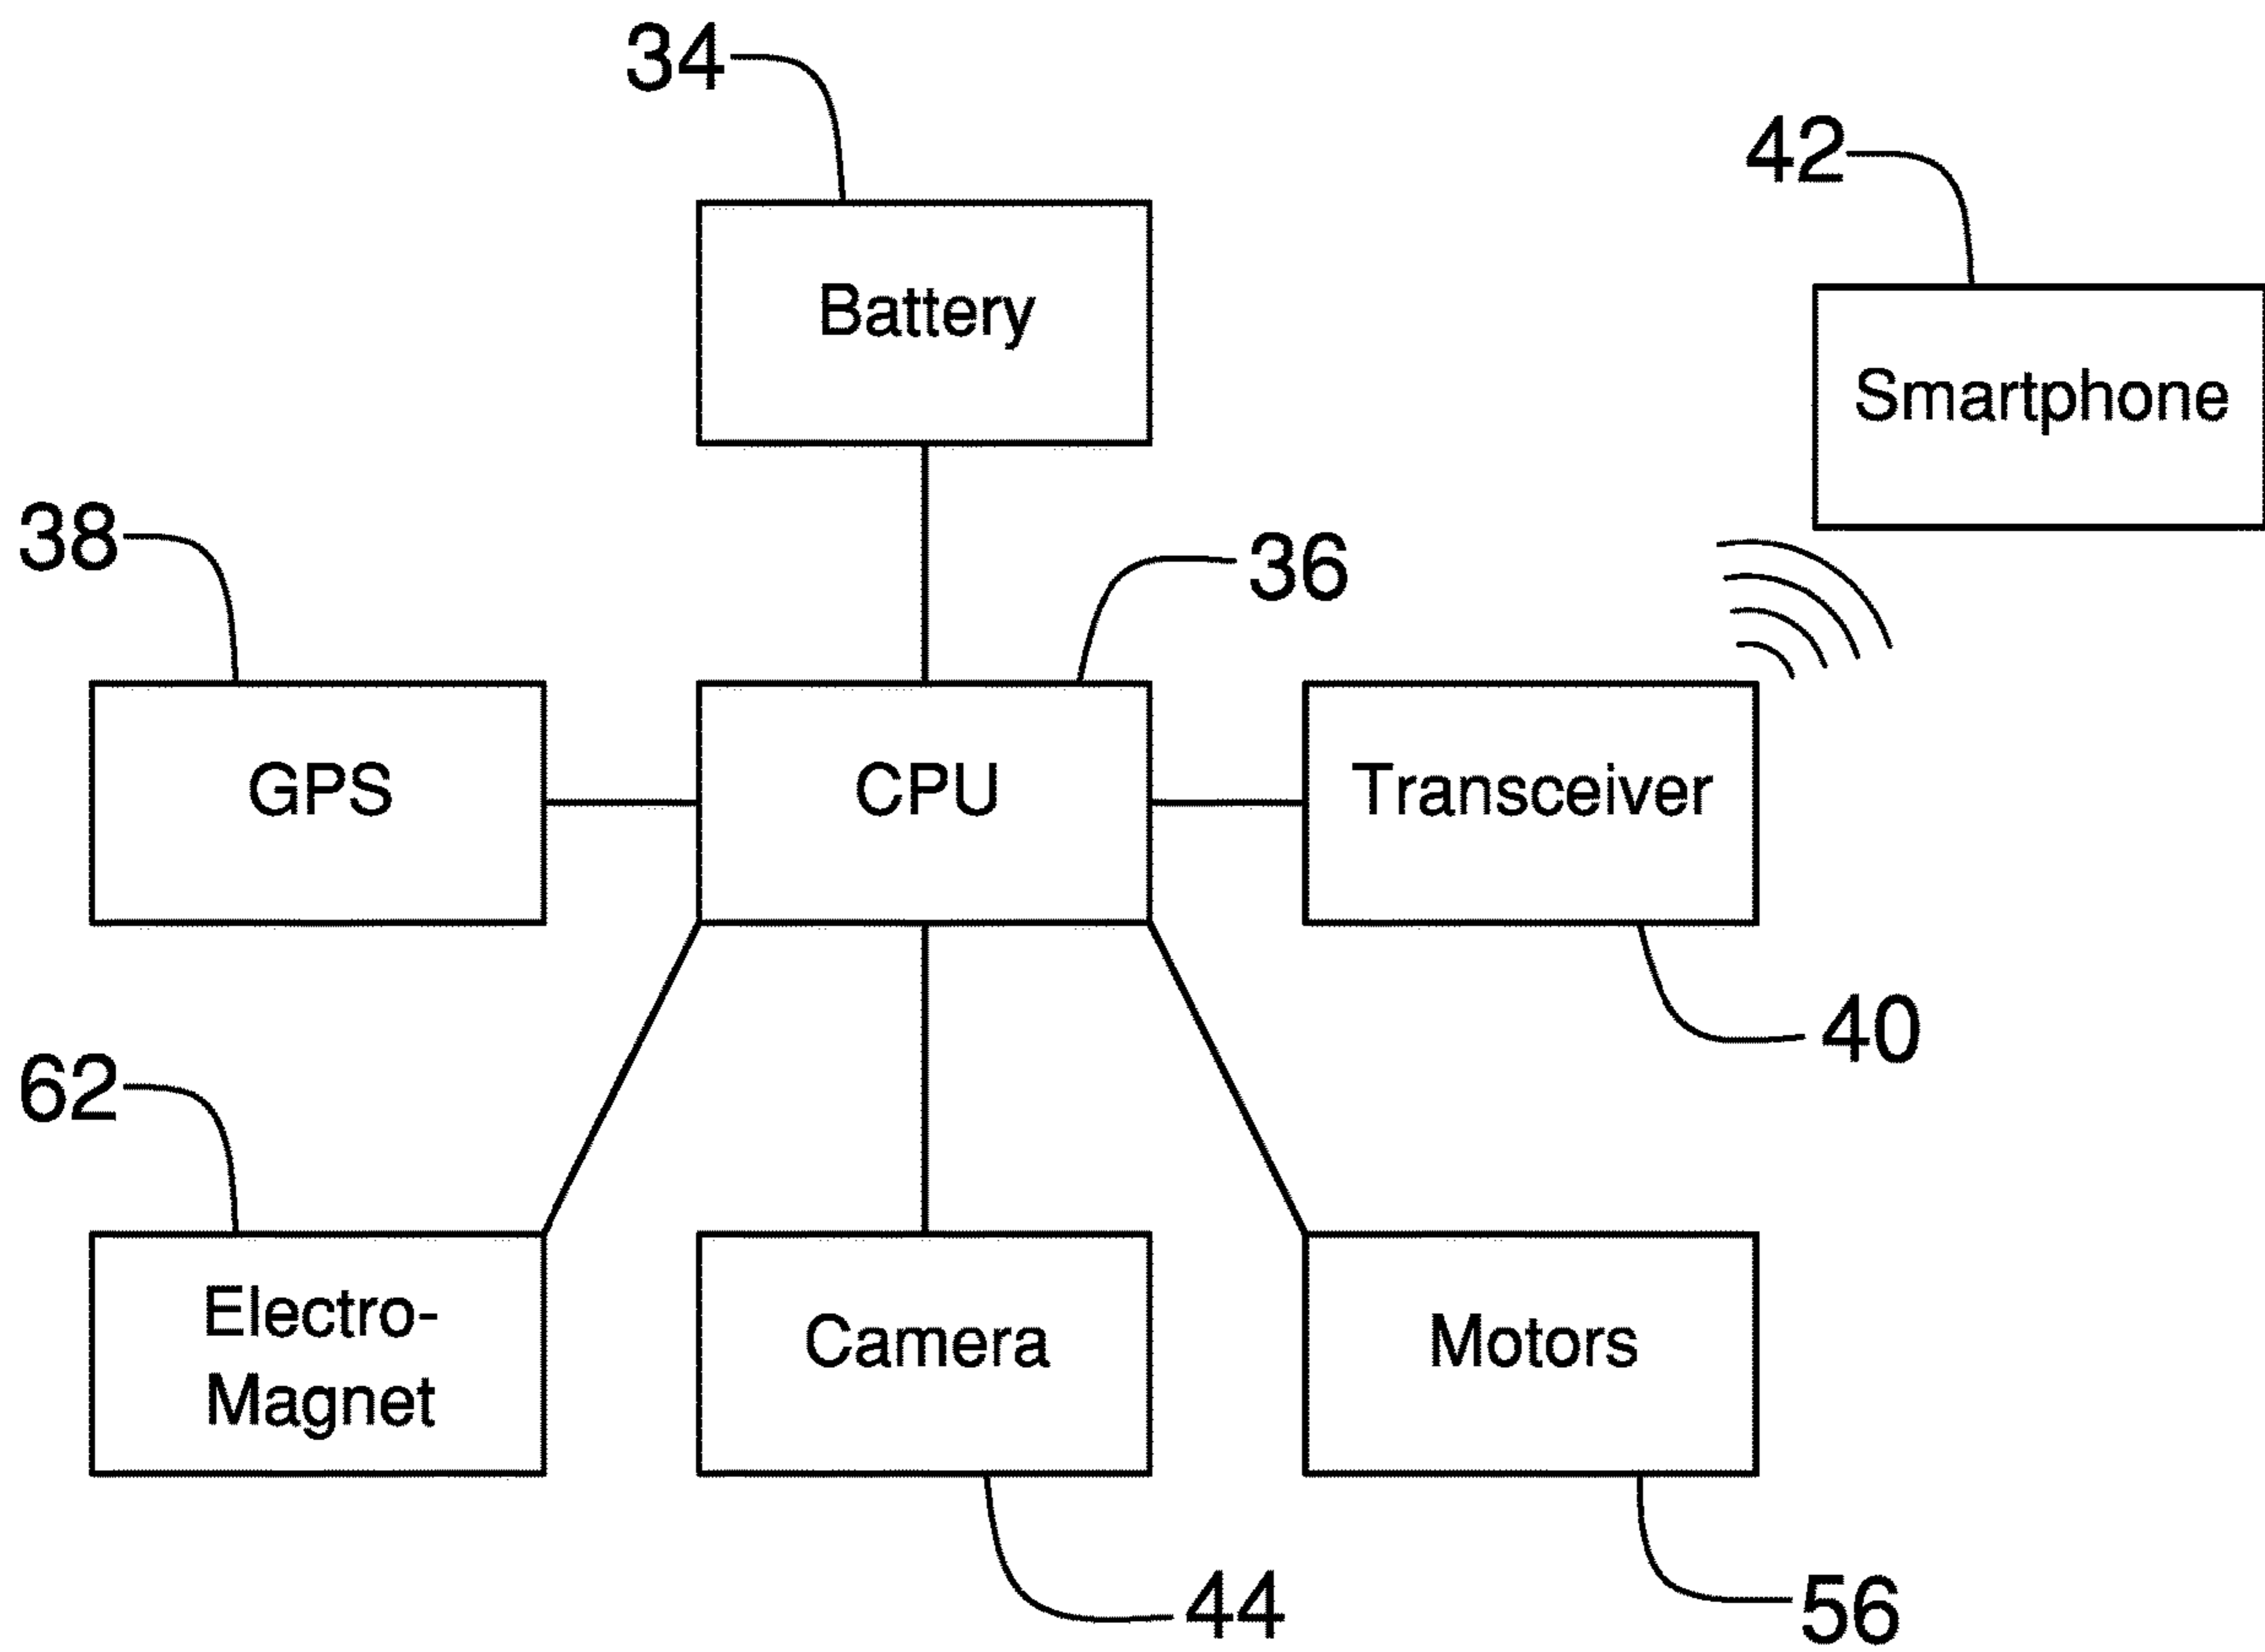 34
42
Battery
Smartphone
38
36
GPS
CPU
Transceiver
40
62
Electro-
Magnet
Camera
Motors
44
56